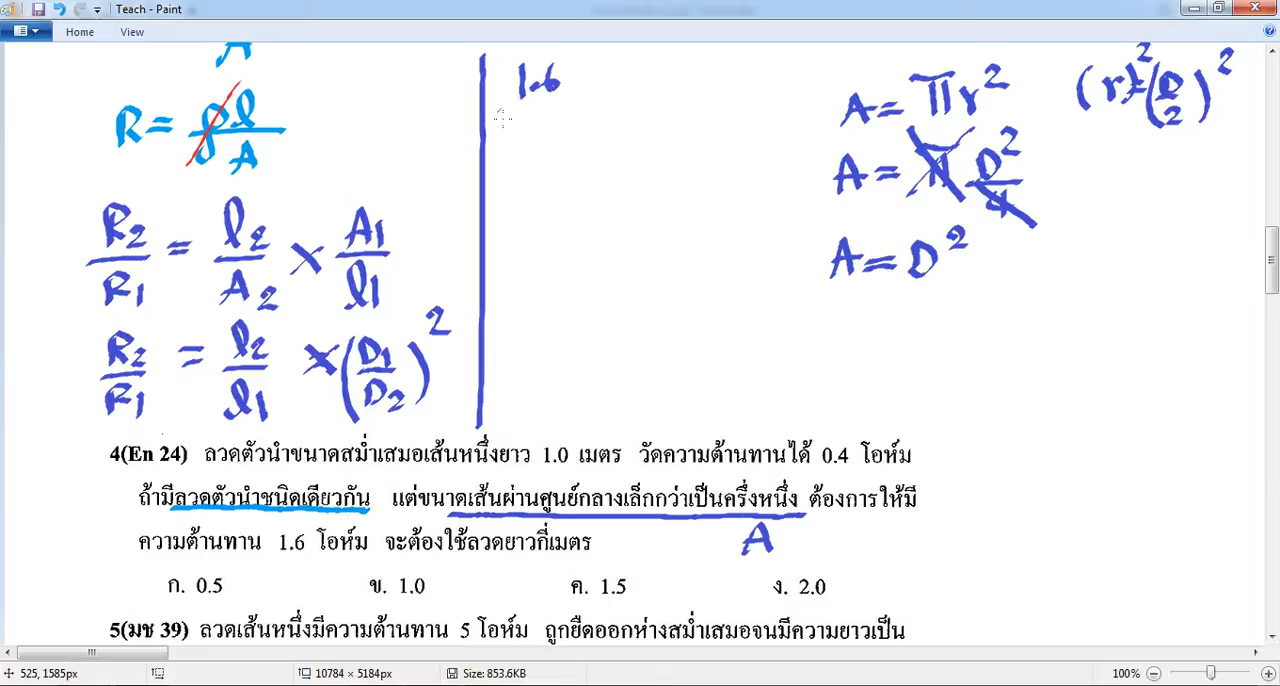 Teach - Paint
Home View
A
R = ρl/A
R2/R1 = l2/A2 × A1/l1
R2/R1 = l2/l1 × (D1/D2)^2
1.6
A = πr^2
(r)^2 = (D/2)^2
A = π D^2/4
A = D^2
4(En 24) ลวดตัวนำขนาดสม่ำเสมอเส้นหนึ่งยาว 1.0 เมตร วัดความต้านทานได้ 0.4 โอห์ม
ถ้ามีลวดตัวนำชนิดเดียวกัน แต่ขนาดเส้นผ่านศูนย์กลางเล็กกว่าเป็นครึ่งหนึ่ง ต้องการให้มี
A
ความต้านทาน 1.6 โอห์ม จะต้องใช้ลวดยาวกี่เมตร
ก. 0.5 ข. 1.0 ค. 1.5 ง. 2.0
5(มช 39) ลวดเส้นหนึ่งมีความต้านทาน 5 โอห์ม ถูกยืดออกห่างสม่ำเสมอจนมีความยาวเป็น
525, 1585px 10784 × 5184px Size: 853.6KB 100%